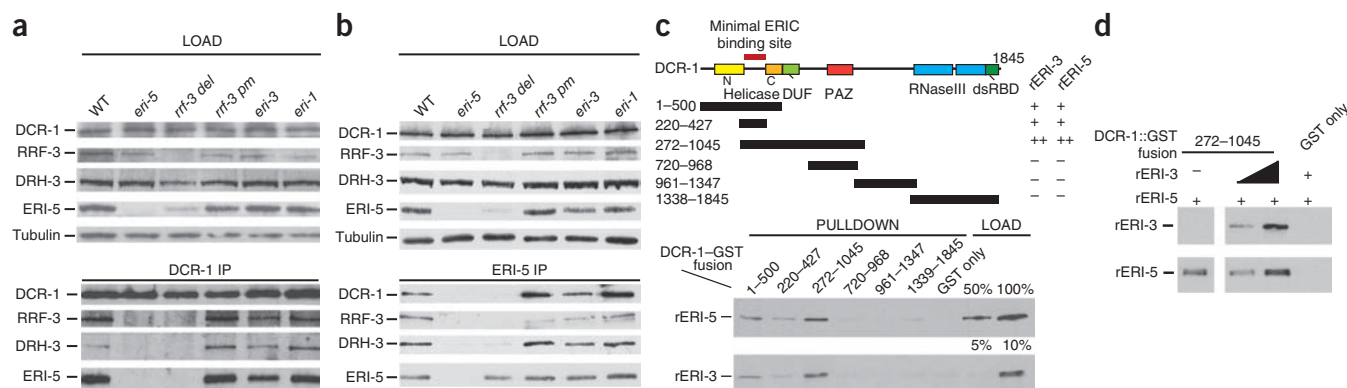 a
LOAD
WT
eri-5
rrf-3 del
rrf-3 pm
eri-3
eri-1
DCR-1
RRF-3
DRH-3
ERI-5
Tubulin
DCR-1 IP
DCR-1
RRF-3
DRH-3
ERI-5
b
LOAD
WT
eri-5
rrf-3 del
rrf-3 pm
eri-3
eri-1
DCR-1
RRF-3
DRH-3
ERI-5
Tubulin
ERI-5 IP
DCR-1
RRF-3
DRH-3
ERI-5
c
Minimal ERIC
binding site
1845
DCR-1
N
C
Helicase
DUF
PAZ
RNaseIII
dsRBD
rERI-3
rERI-5
1–500 + +
220–427 + +
272–1045 ++ ++
720–968 – –
961–1347 – –
1338–1845 – –
PULLDOWN
LOAD
DCR-1–GST
fusion
1–500
220–427
272–1045
720–968
961–1347
1339–1845
GST only
50% 100%
rERI-5
5% 10%
rERI-3
d
DCR-1::GST
fusion
272–1045
GST only
rERI-3 – +
rERI-5 + + + +
rERI-3
rERI-5